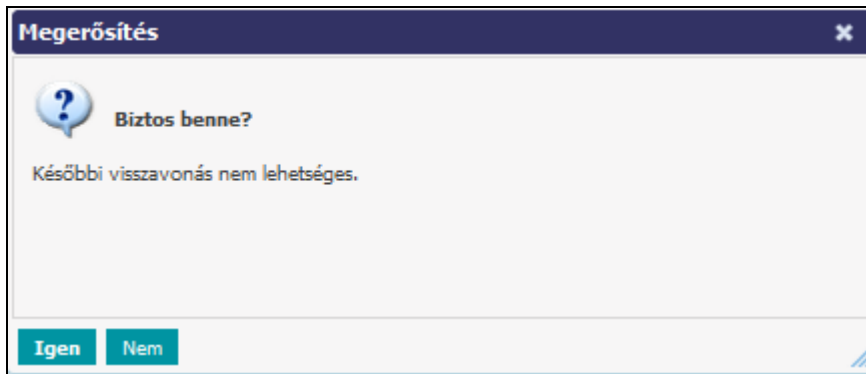 Megerősítés
Biztos benne?
Későbbi visszavonás nem lehetséges.
Igen Nem